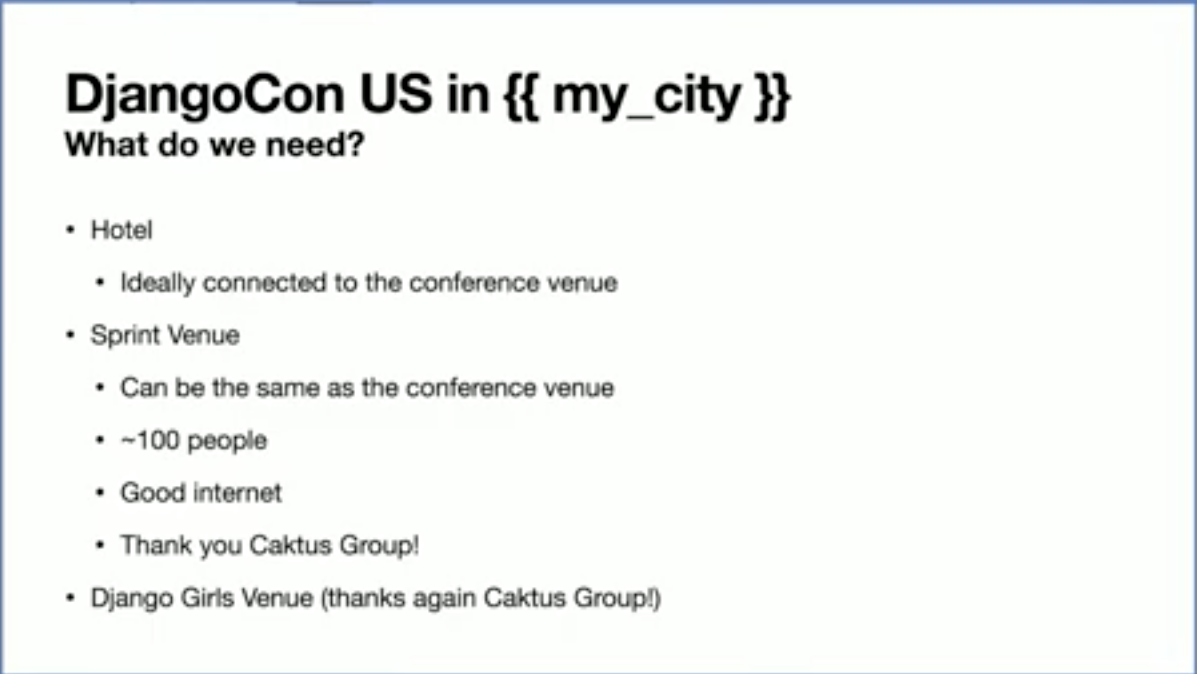 DjangoCon US in {{ my_city }}
What do we need?
• Hotel
• Ideally connected to the conference venue
• Sprint Venue
• Can be the same as the conference venue
• ~100 people
• Good internet
• Thank you Caktus Group!
• Django Girls Venue (thanks again Caktus Group!)